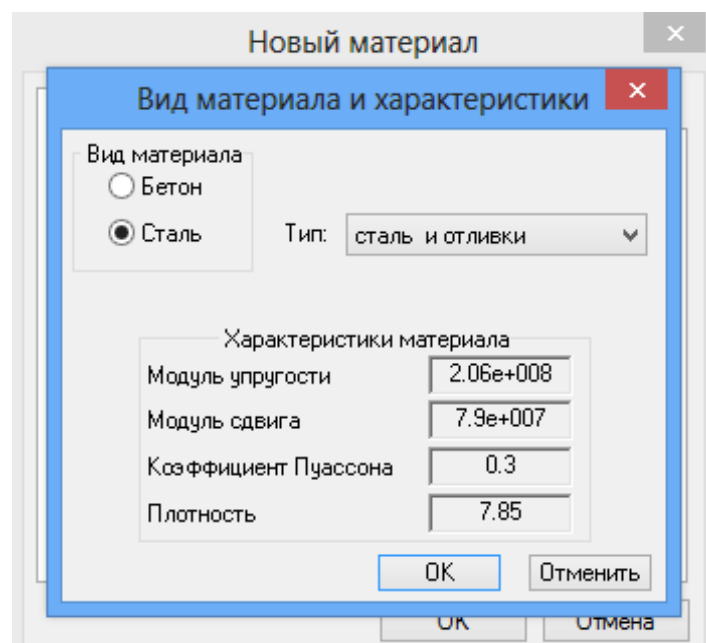 Новый материал
Вид материала и характеристики
Вид материала
Бетон
Сталь
Тип: сталь и отливки
Характеристики материала
Модуль упругости 2.06e+008
Модуль сдвига 7.9e+007
Коэффициент Пуассона 0.3
Плотность 7.85
OK Отменить
OK Отмена